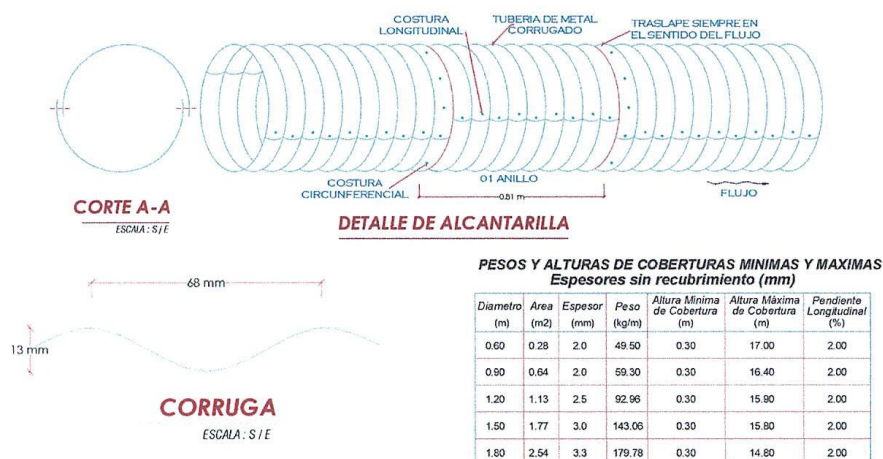 COSTURA
LONGITUDINAL
TUBERIA DE METAL
CORRUGADO
TRASLAPE SIEMPRE EN
EL SENTIDO DEL FLUJO
COSTURA
CIRCUNFERENCIAL
01 ANILLO
0.81 m
FLUJO
CORTE A-A
ESCALA : S / E
DETALLE DE ALCANTARILLA
68 mm
13 mm
CORRUGA
ESCALA : S / E
PESOS Y ALTURAS DE COBERTURAS MINIMAS Y MAXIMAS
Espesores sin recubrimiento (mm)
Diametro (m) Area (m2) Espesor (mm) Peso (kg/m) Altura Minima de Cobertura (m) Altura Máxima de Cobertura (m) Pendiente Longitudinal (%)
0.60 0.28 2.0 49.50 0.30 17.00 2.00
0.90 0.64 2.0 59.30 0.30 16.40 2.00
1.20 1.13 2.5 92.96 0.30 15.90 2.00
1.50 1.77 3.0 143.06 0.30 15.80 2.00
1.80 2.54 3.3 179.78 0.30 14.80 2.00